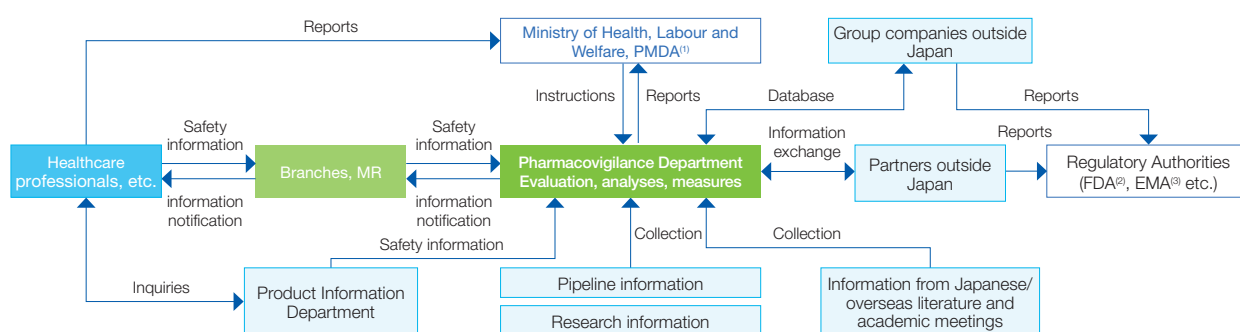 Reports
Ministry of Health, Labour and
Welfare, PMDA(1)
Group companies outside
Japan
Instructions
Reports
Database
Reports
Safety
information
Safety
information
Information
exchange
Reports
Healthcare
professionals, etc.
Branches, MR
Pharmacovigilance Department
Evaluation, analyses, measures
Partners outside
Japan
Regulatory Authorities
(FDA(2), EMA(3) etc.)
information
notification
information
notification
Safety information
Collection
Collection
Inquiries
Product Information
Department
Pipeline information
Research information
Information from Japanese/
overseas literature and
academic meetings